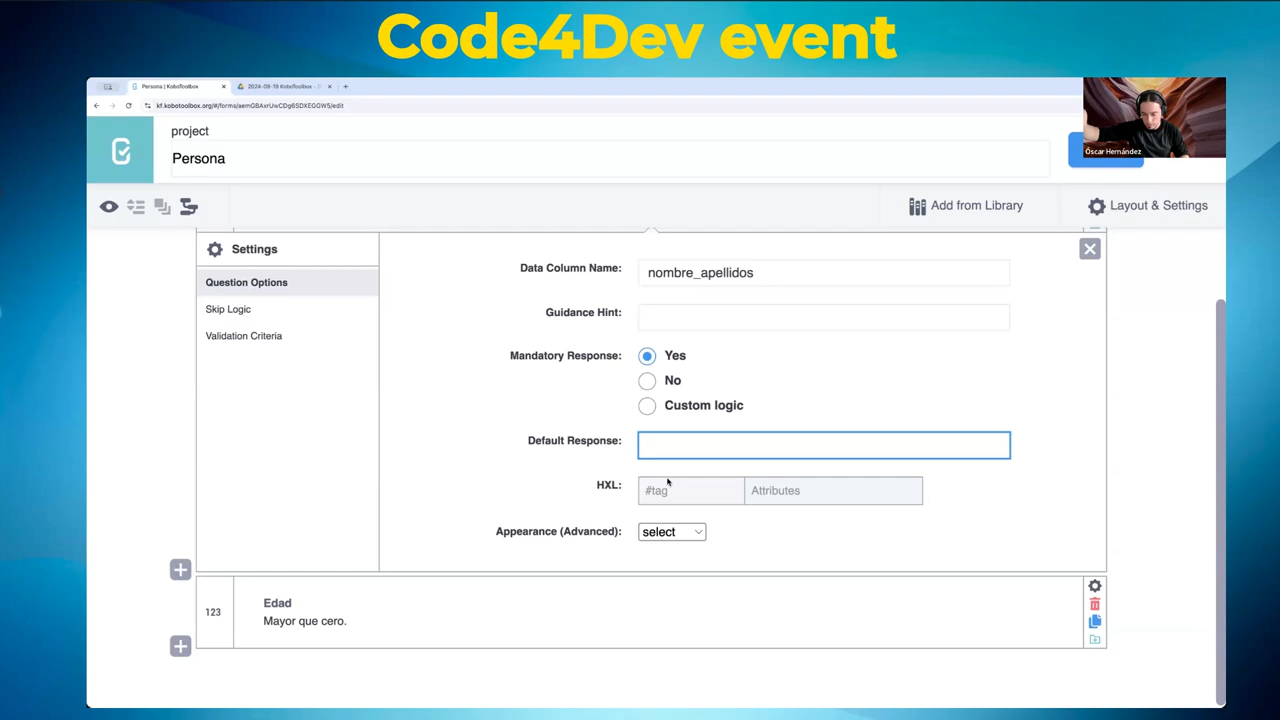 Code4Dev event
Persona | KoboToolbox
2024-09-19 KoboToolbox -
kf.kobotoolbox.org/#/forms/aemGBAxrUwCDg6SDXEGGW5/edit
project
Persona
Óscar Hernández
Add from Library
Layout & Settings
Settings
Question Options
Skip Logic
Validation Criteria
Data Column Name:
nombre_apellidos
Guidance Hint:
Mandatory Response:
Yes
No
Custom logic
Default Response:
HXL:
#tag
Attributes
Appearance (Advanced):
select
123
Edad
Mayor que cero.